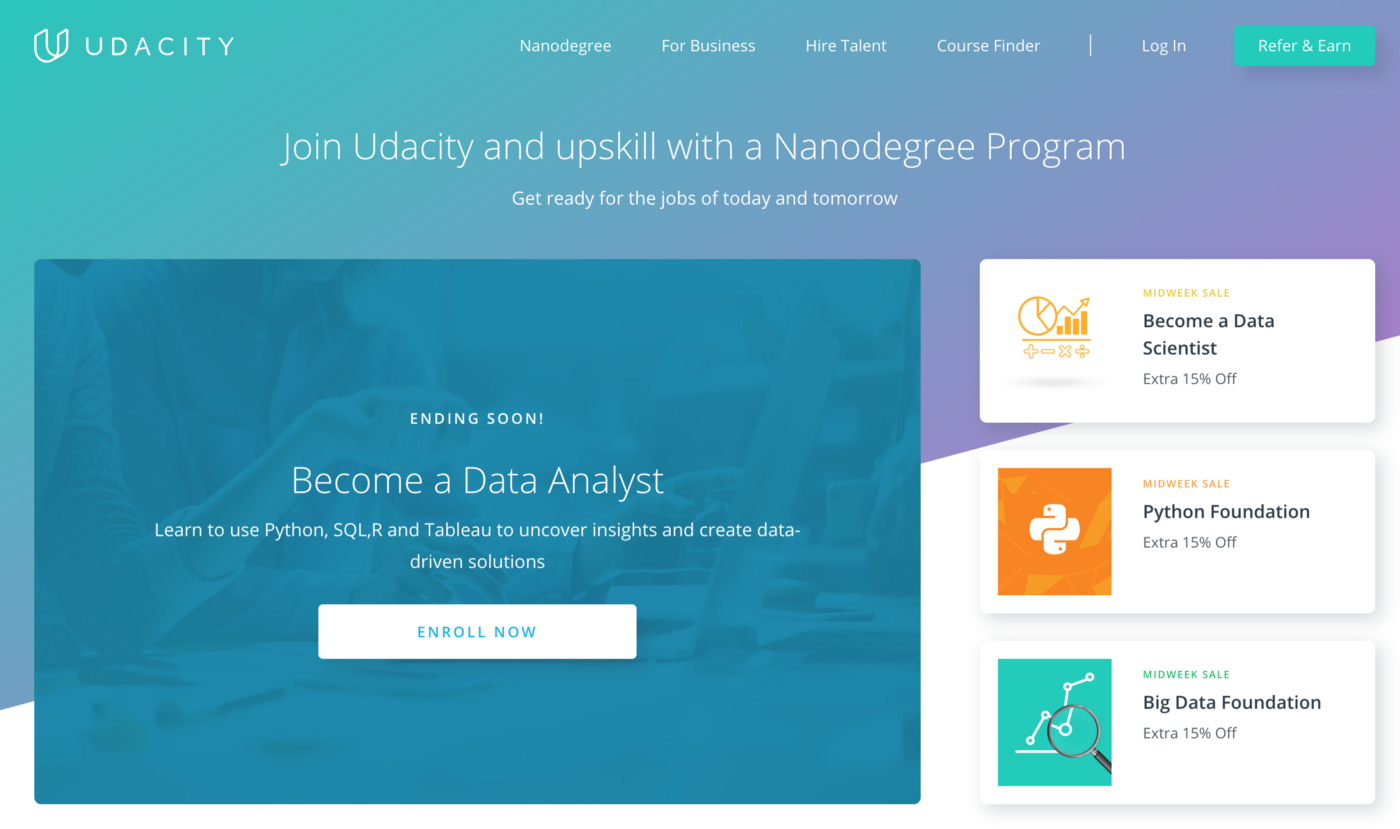 UDACITY
Nanodegree
For Business
Hire Talent
Course Finder
Log In
Refer & Earn
Join Udacity and upskill with a Nanodegree Program
Get ready for the jobs of today and tomorrow
ENDING SOON!
Become a Data Analyst
Learn to use Python, SQL,R and Tableau to uncover insights and create data-
driven solutions
ENROLL NOW
MIDWEEK SALE
Become a Data
Scientist
Extra 15% Off
MIDWEEK SALE
Python Foundation
Extra 15% Off
MIDWEEK SALE
Big Data Foundation
Extra 15% Off